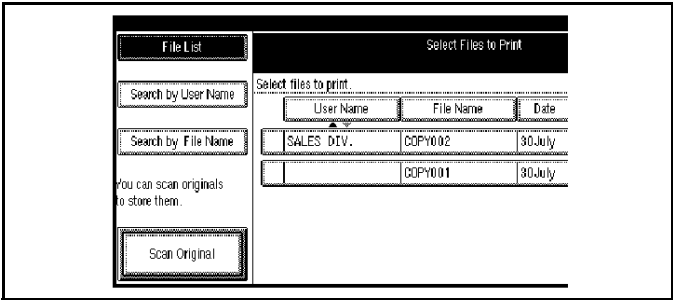 File List
Select Files to Print
Search by User Name
Select files to print.
User Name File Name Date
Search by File Name
SALES DIV. COPY002 30July
COPY001 30July
You can scan originals
to store them.
Scan Original